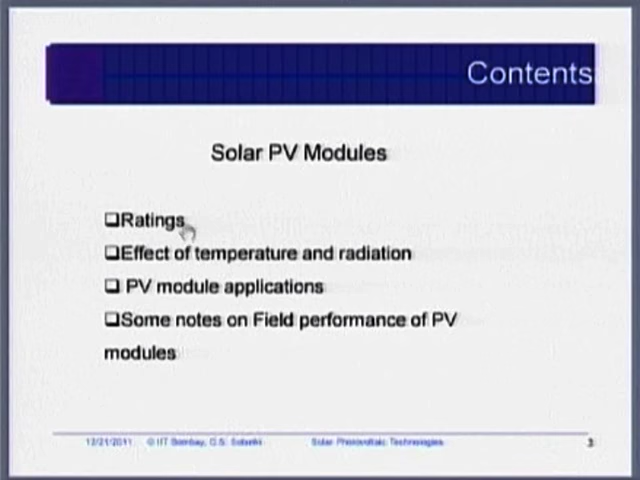 Contents
Solar PV Modules
❑Ratings
❑Effect of temperature and radiation
❑ PV module applications
❑Some notes on Field performance of PV
modules
12/21/2011 © IIT Bombay, C.S. Solanki Solar Photovoltaic Technologies 3